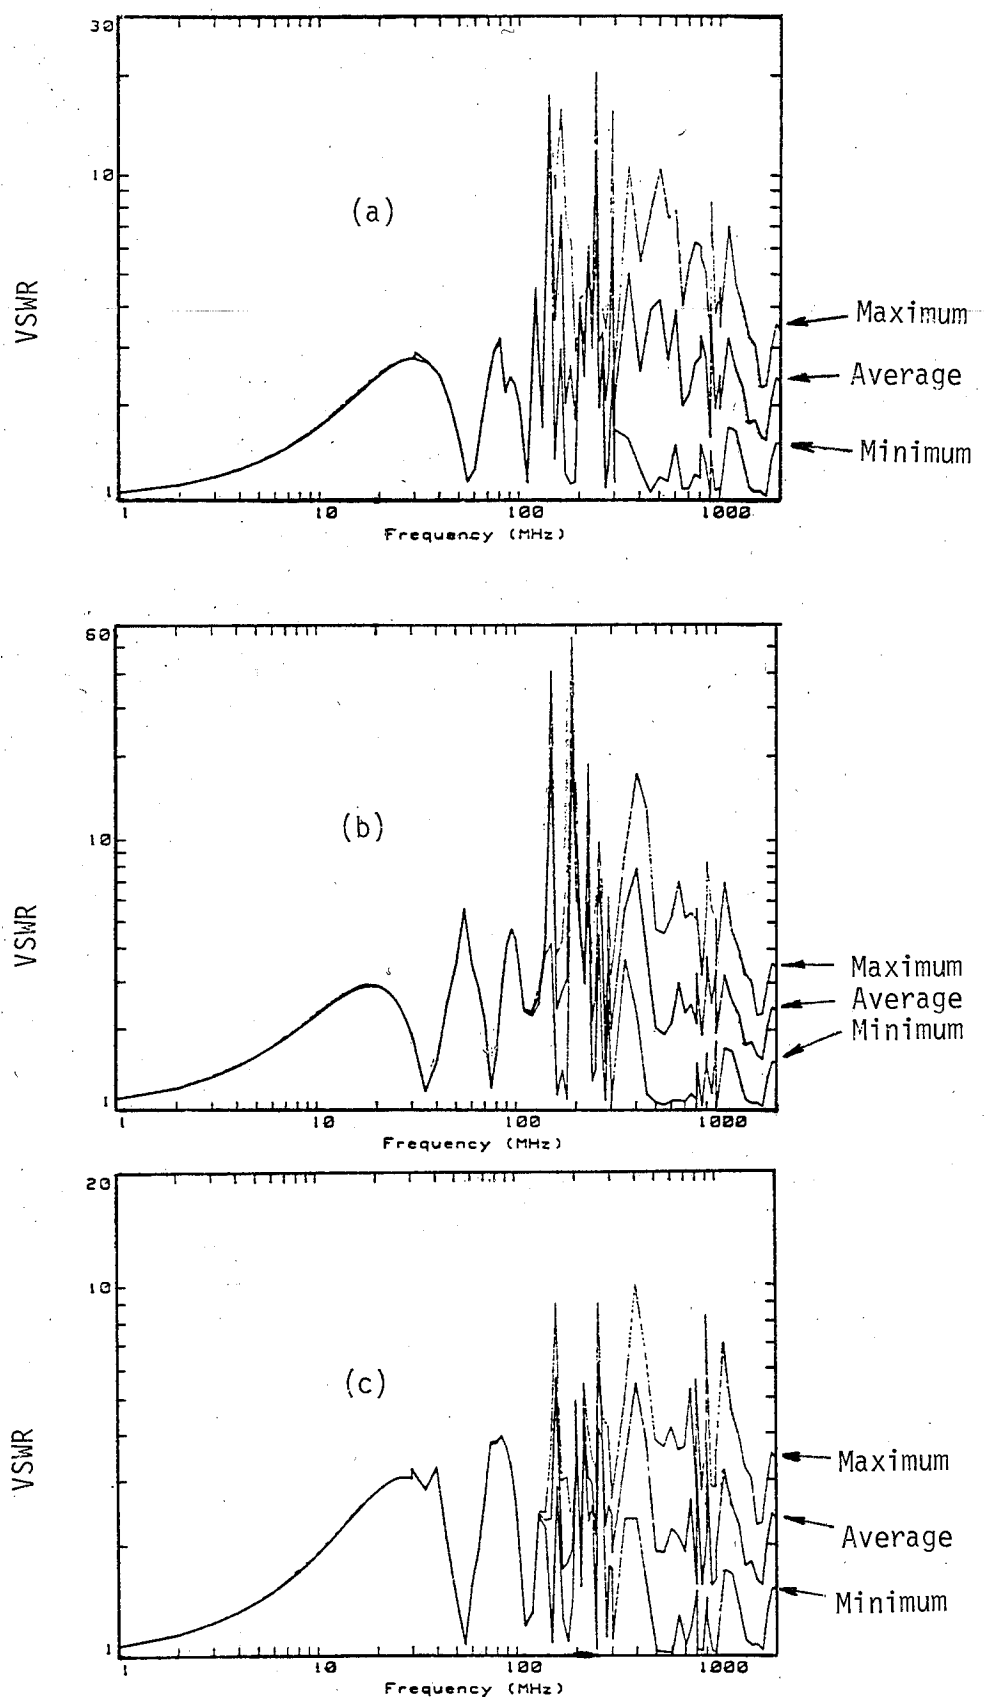 30
10
(a)
VSWR
Maximum
Average
Minimum
1
1 10 100 1000
Frequency (MHz)
60
10
(b)
VSWR
Maximum
Average
Minimum
1
1 10 100 1000
Frequency (MHz)
20
10
(c)
VSWR
Maximum
Average
Minimum
1
1 10 100 1000
Frequency (MHz)